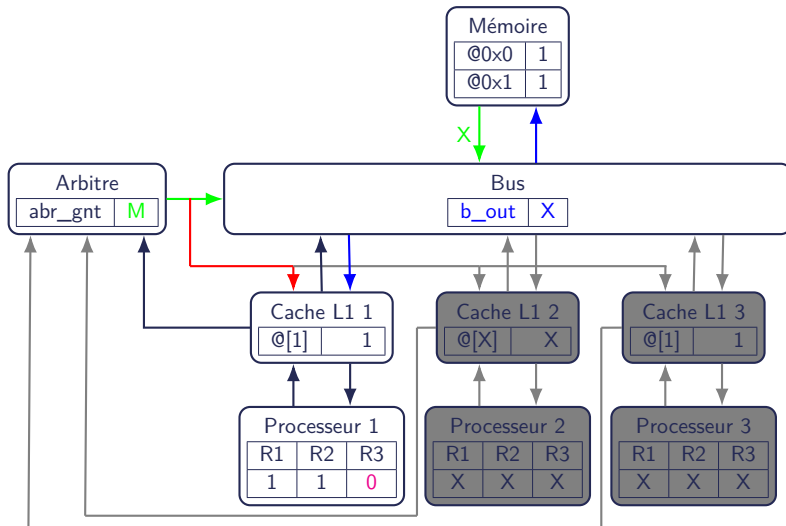 Mémoire
@0x0 1
@0x1 1
X
Arbitre
abr_gnt M
Bus
b_out X
Cache L1 1
@[1] 1
Cache L1 2
@[X] X
Cache L1 3
@[1] 1
Processeur 1
R1 R2 R3
1 1 0
Processeur 2
R1 R2 R3
X X X
Processeur 3
R1 R2 R3
X X X